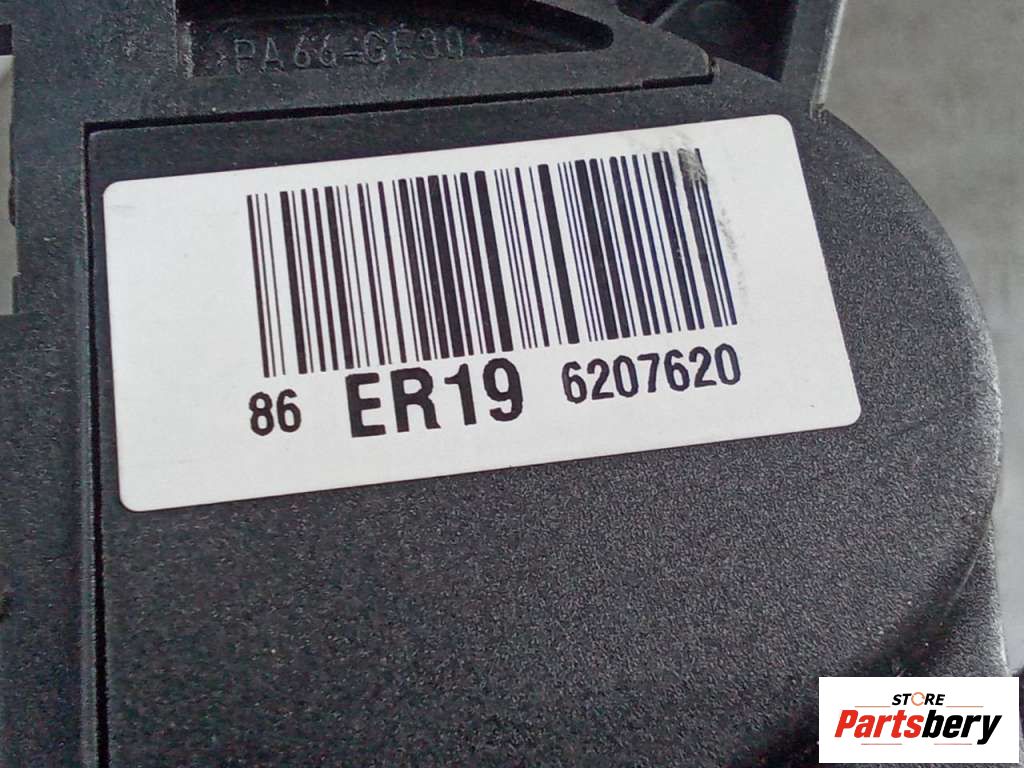 >PA66-GF30<
86 ER19 6207620
STORE
Partsbery